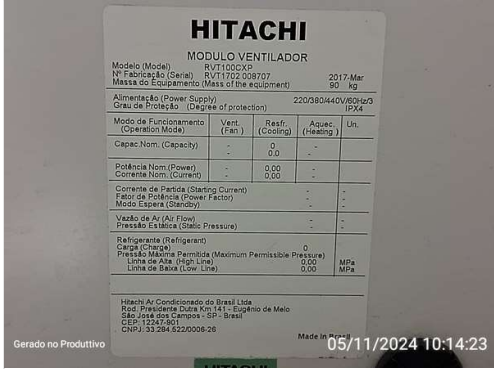 HITACHI
MODULO VENTILADOR
Modelo (Model) RVT100CXP
Nº Fabricação (Serial) RVT1702 008707 2017-Mar
Massa do Equipamento (Mass of the equipment) 90 kg
Alimentação (Power Supply) 220/380/440V/60Hz/3
Grau de Proteção (Degree of protection) IPX4
Modo de Funcionamento Vent. Resfr. Aquec. Un.
(Operation Mode) (Fan) (Cooling) (Heating)
Capac.Nom. (Capacity) - 0 -
- 0.0 -
Potência Nom.(Power) - 0,00 -
Corrente Nom. (Current) - 0,00 -
Corrente de Partida (Starting Current) - -
Fator de Potência (Power Factor) - -
Modo Espera (Standby) - -
Vazão de Ar (Air Flow) - -
Pressão Estática (Static Pressure) - -
Refrigerante (Refrigerant)
Carga (Charge) 0
Pressão Máxima Permitida (Maximum Permissible Pressure)
Linha de Alta (High Line) 0,00 MPa
Linha de Baixa (Low Line) 0,00 MPa
Hitachi Ar Condicionado do Brasil Ltda
Rod. Presidente Dutra Km 141 - Eugênio de Melo
São José dos Campos - SP - Brasil
CEP: 12247-901
CNPJ: 33.284.522/0006-26
Made in Brasil
Gerado no Produttivo
05/11/2024 10:14:23
HITACHI